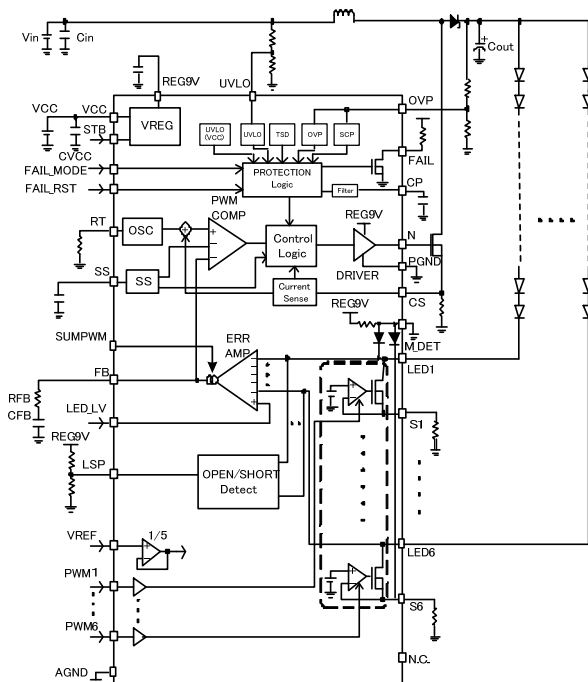 Vin
Cin
Cout
REG9V
UVLO
OVP
VCC
VCC
STB
VREG
CVCC
UVLO (VCC)
UVLO
TSD
OVP
SCP
FAIL_MODE
FAIL_RST
PROTECTION Logic
FAIL
Filter
CP
PWM COMP
RT
OSC
REG9V
N
Control Logic
DRIVER
PGND
SS
SS
Current Sense
CS
REG9V
M_DET
SUMPWM
ERR AMP
LED1
FB
RFB
CFB
LED_LV
S1
REG9V
LSP
OPEN/SHORT Detect
VREF
1/5
LED6
PWM1
PWM6
S6
AGND
N.C.